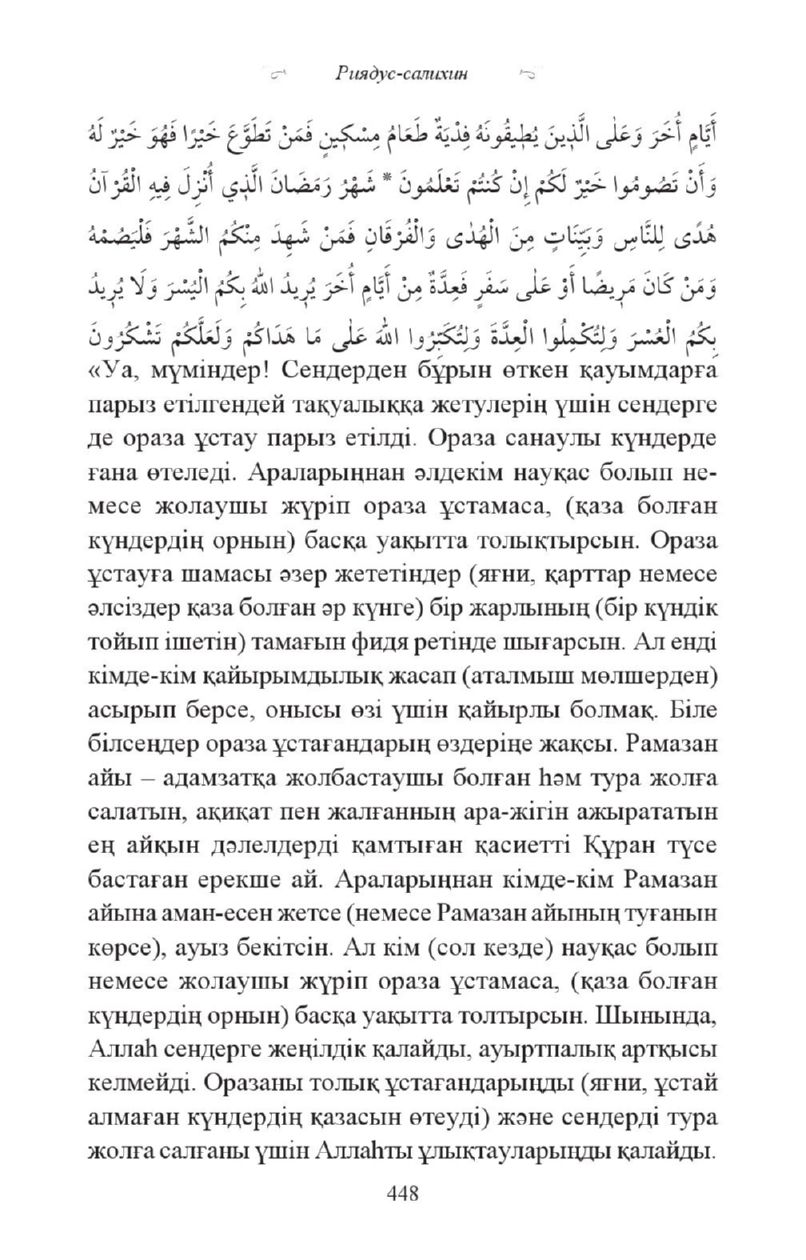 Риядус-салихин
أَيَّامٍ أُخَرَ وَعَلَى الَّذِينَ يُطِيقُونَهُ فِدْيَةٌ طَعَامُ مِسْكِينٍ فَمَنْ تَطَوَّعَ خَيْرًا فَهُوَ خَيْرٌ لَهُ
وَأَنْ تَصُومُوا خَيْرٌ لَكُمْ إِنْ كُنتُمْ تَعْلَمُونَ * شَهْرُ رَمَضَانَ الَّذِي أُنْزِلَ فِيهِ الْقُرْآنُ
هُدًى لِلنَّاسِ وَبَيِّنَاتٍ مِنَ الْهُدٰى وَالْفُرْقَانِ فَمَنْ شَهِدَ مِنْكُمُ الشَّهْرَ فَلْيَصُمْهُ
وَمَنْ كَانَ مَرِيضًا أَوْ عَلٰى سَفَرٍ فَعِدَّةٌ مِنْ أَيَّامٍ أُخَرَ يُرِيدُ اللهُ بِكُمُ الْيُسْرَ وَلَا يُرِيدُ
بِكُمُ الْعُسْرَ وَلِتُكْمِلُوا الْعِدَّةَ وَلِتُكَبِّرُوا اللهَ عَلٰى مَا هَدَاكُمْ وَلَعَلَّكُمْ تَشْكُرُونَ
«Уа, мүміндер! Сендерден бұрын өткен қауымдарға
парыз етілгендей тақуалыққа жетулерің үшін сендерге
де ораза ұстау парыз етілді. Ораза санаулы күндерде
ғана өтеледі. Араларыңнан әлдекім науқас болып не-
месе жолаушы жүріп ораза ұстамаса, (қаза болған
күндердің орнын) басқа уақытта толықтырсын. Ораза
ұстауға шамасы әзер жететіндер (яғни, қарттар немесе
әлсіздер қаза болған әр күнге) бір жарлының (бір күндік
тойып ішетін) тамағын фидя ретінде шығарсын. Ал енді
кімде-кім қайырымдылық жасап (аталмыш мөлшерден)
асырып берсе, онысы өзі үшін қайырлы болмақ. Біле
білсеңдер ораза ұстағандарың өздеріңе жақсы. Рамазан
айы – адамзатқа жолбастаушы болған һәм тура жолға
салатын, ақиқат пен жалғанның ара-жігін ажырататын
ең айқын дәлелдерді қамтыған қасиетті Құран түсе
бастаған ерекше ай. Араларыңнан кімде-кім Рамазан
айына аман-есен жетсе (немесе Рамазан айының туғанын
көрсе), ауыз бекітсін. Ал кім (сол кезде) науқас болып
немесе жолаушы жүріп ораза ұстамаса, (қаза болған
күндердің орнын) басқа уақытта толтырсын. Шынында,
Аллаһ сендерге жеңілдік қалайды, ауыртпалық артқысы
келмейді. Оразаны толық ұстағандарыңды (яғни, ұстай
алмаған күндердің қазасын өтеуді) және сендерді тура
жолға салғаны үшін Аллаһты ұлықтауларыңды қалайды.
448